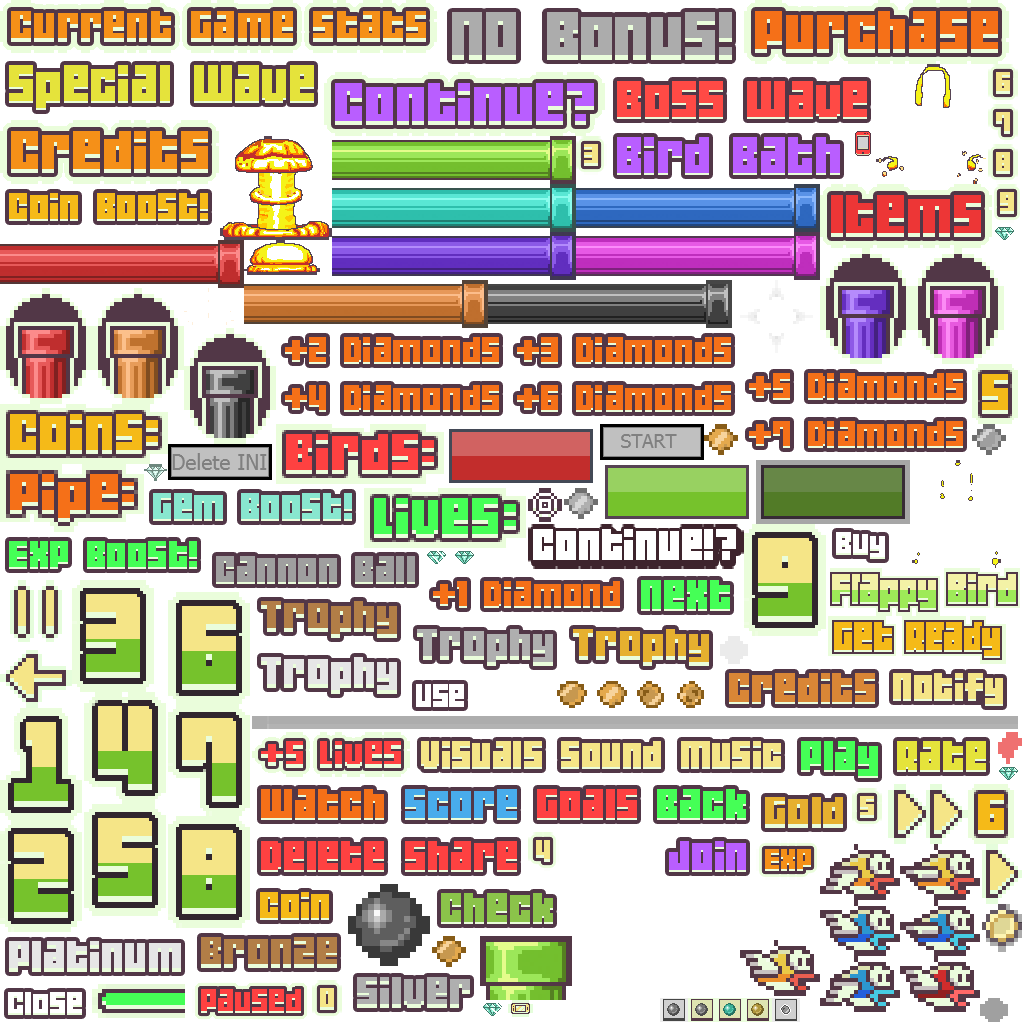 Current Game Stats
No Bonus!
Purchase
Special Wave
Continue?
Boss Wave
6
7
Credits
3
Bird Bath
8
Coin Boost!
Items
9
+2 Diamonds
+3 Diamonds
+4 Diamonds
+6 Diamonds
+5 Diamonds
5
Coins:
Delete INI
Birds:
START
+7 Diamonds
Pipe:
Gem Boost!
Lives:
Continue!?
9
Buy
Exp Boost!
Cannon Ball
+1 Diamond
Next
Flappy Bird
3
6
Trophy
Trophy
Trophy
Get Ready
Trophy
Use
Credits
Notify
1
4
7
+5 Lives
Visuals
Sound
Music
Play
Rate
Watch
Score
Goals
Back
Gold
5
6
2
5
8
Delete
Share
4
Join
Exp
Coin
Check
Platinum
Bronze
Close
Paused
0
Silver